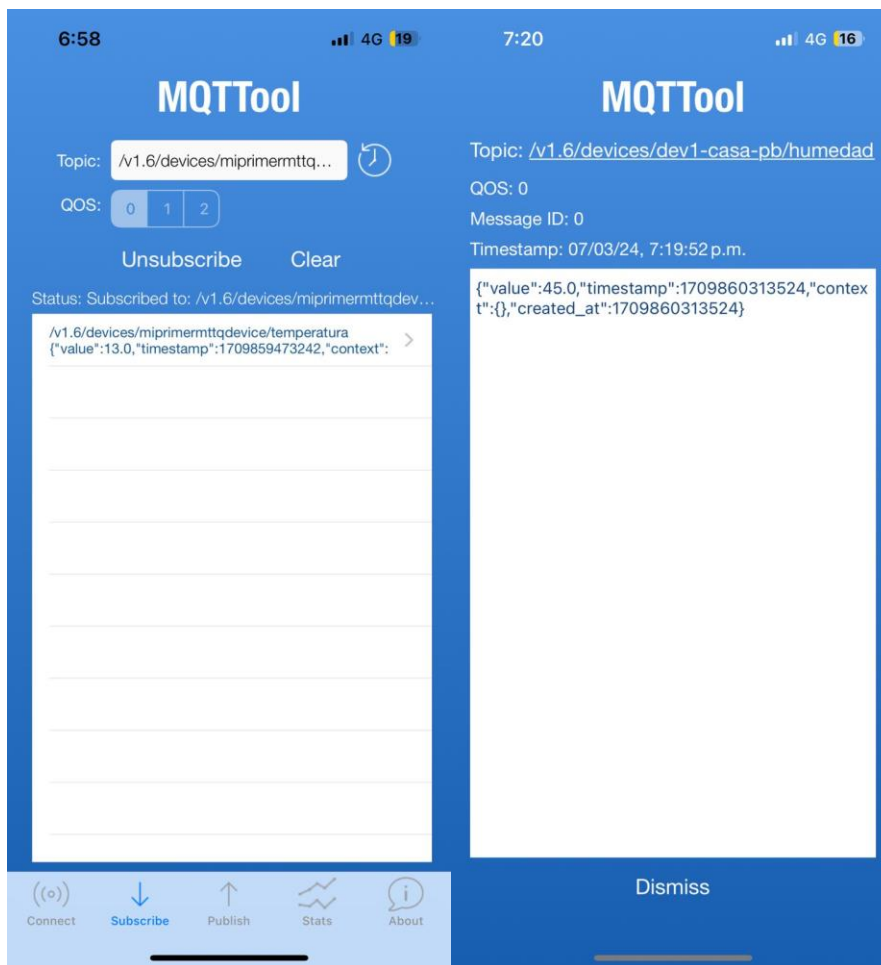 6:58
4G 19
MQTTool
Topic: /v1.6/devices/miprimermttq...
QOS: 0 1 2
Unsubscribe Clear
Status: Subscribed to: /v1.6/devices/miprimermttqdev...
/v1.6/devices/miprimermttqdevice/temperatura
{"value":13.0,"timestamp":1709859473242,"context":
Connect Subscribe Publish Stats About
7:20
4G 16
MQTTool
Topic: /v1.6/devices/dev1-casa-pb/humedad
QOS: 0
Message ID: 0
Timestamp: 07/03/24, 7:19:52 p.m.
{"value":45.0,"timestamp":1709860313524,"contex
t":{},"created_at":1709860313524}
Dismiss